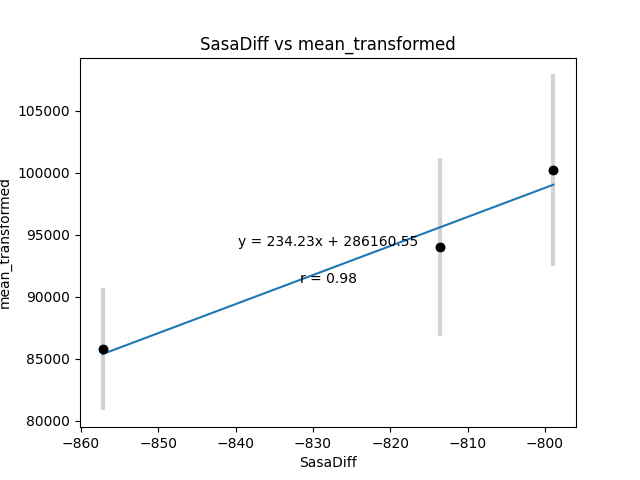 SasaDiff vs mean_transformed
mean_transformed
105000
100000
95000
90000
85000
80000
y = 234.23x + 286160.55
r = 0.98
−860
−850
−840
−830
−820
−810
−800
SasaDiff